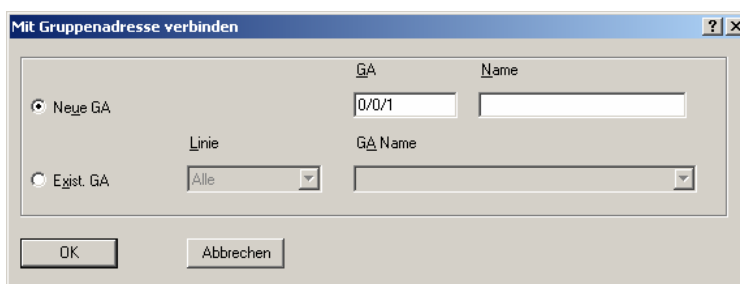 Mit Gruppenadresse verbinden
GA Name
Neue GA 0/0/1
Linie GA Name
Exist. GA Alle
OK Abbrechen